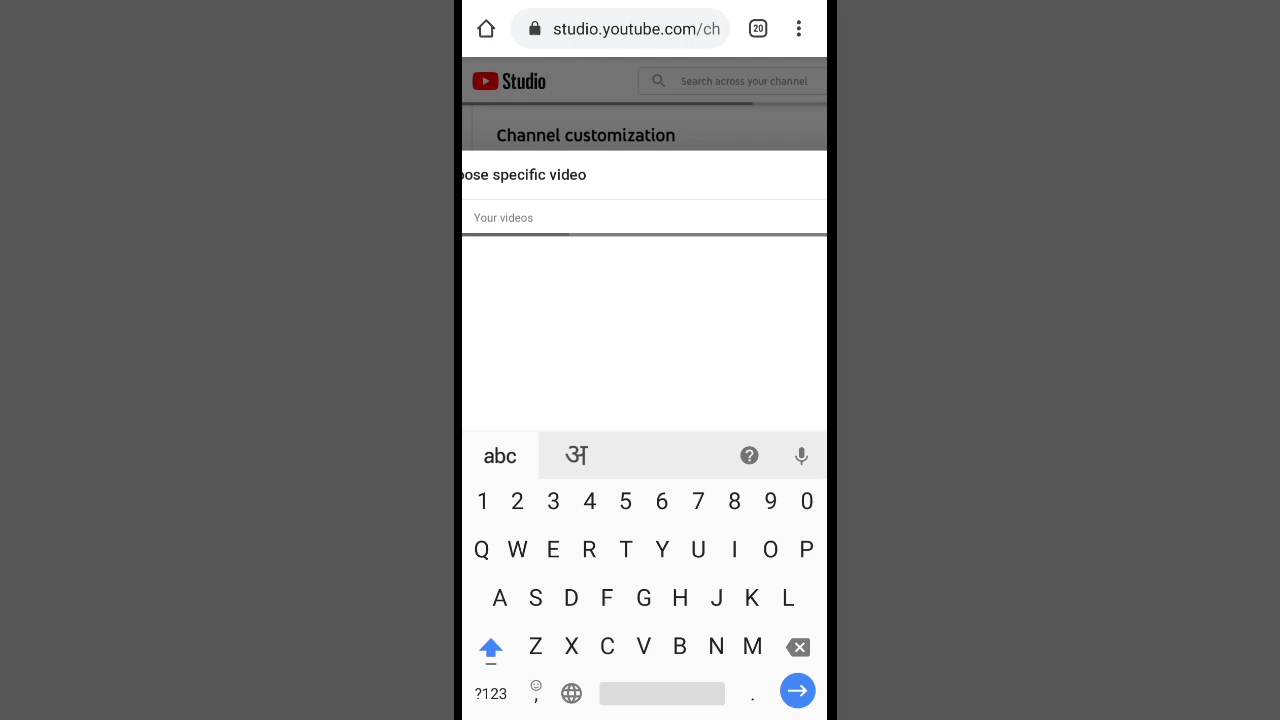 studio.youtube.com/ch
20
Studio
Search across your channel
Channel customization
ose specific video
Your videos
abc
अ
?
1 2 3 4 5 6 7 8 9 0
Q W E R T Y U I O P
A S D F G H J K L
Z X C V B N M
?123 , .